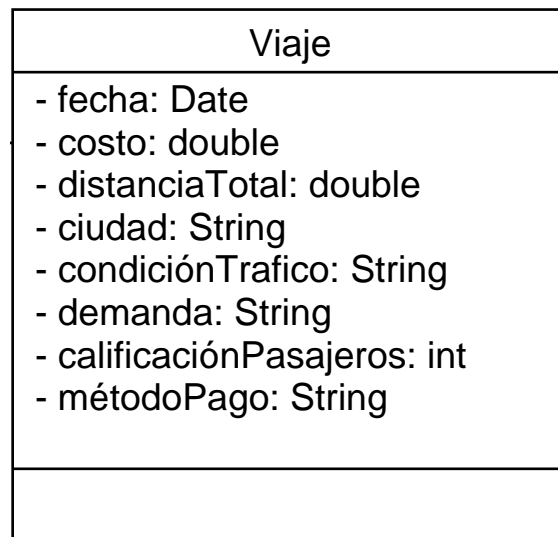 Viaje
- fecha: Date
- costo: double
- distanciaTotal: double
- ciudad: String
- condiciónTrafico: String
- demanda: String
- calificaciónPasajeros: int
- métodoPago: String